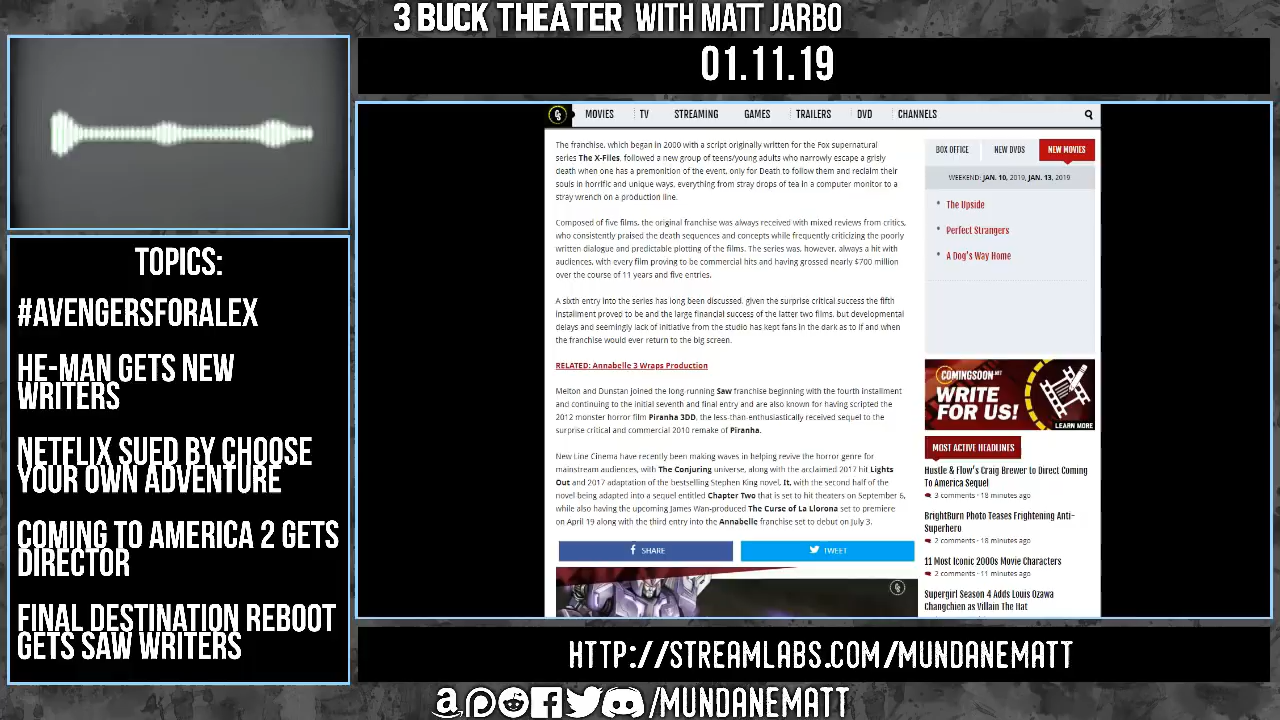 3 BUCK THEATER WITH MATT JARBO
01.11.19
TOPICS:
#AVENGERSFORALEX
HE-MAN GETS NEW
WRITERS
NETFLIX SUED BY CHOOSE
YOUR OWN ADVENTURE
COMING TO AMERICA 2 GETS
DIRECTOR
FINAL DESTINATION REBOOT
GETS SAW WRITERS
MOVIES TV STREAMING GAMES TRAILERS DVD CHANNELS
The franchise, which began in 2000 with a script originally written for the Fox supernatural
series The X-Files, followed a new group of teens/young adults who narrowly escape a grisly
death when one has a premonition of the event, only for Death to follow them and reclaim their
souls in horrific and unique ways, everything from stray drops of tea in a computer monitor to a
stray wrench on a production line.
Composed of five films, the original franchise was always received with mixed reviews from critics,
who consistently praised the death sequences and concepts while frequently criticizing the poorly
written dialogue and predictable plotting of the films. The series was, however, always a hit with
audiences, with every film proving to be commercial hits and having grossed nearly $700 million
over the course of 11 years and five entries.
A sixth entry into the series has long been discussed, given the surprise critical success the fifth
installment proved to be and the large financial success of the latter two films, but developmental
delays and seemingly lack of initiative from the studio has kept fans in the dark as to if and when
the franchise would ever return to the big screen.
RELATED: Annabelle 3 Wraps Production
Melton and Dunstan joined the long-running Saw franchise beginning with the fourth installment
and continuing to the initial seventh and final entry and are also known for having scripted the
2012 monster horror film Piranha 3DD, the less-than-enthusiastically received sequel to the
surprise critical and commercial 2010 remake of Piranha.
New Line Cinema have recently been making waves in helping revive the horror genre for
mainstream audiences, with The Conjuring universe, along with the acclaimed 2017 hit Lights
Out and 2017 adaptation of the bestselling Stephen King novel, It, with the second half of the
novel being adapted into a sequel entitled Chapter Two that is set to hit theaters on September 6,
while also having the upcoming James Wan-produced The Curse of La Llorona set to premiere
on April 19 along with the third entry into the Annabelle franchise set to debut on July 3.
SHARE TWEET
BOX OFFICE NEW DVDS NEW MOVIES
WEEKEND: JAN. 10, 2019, JAN. 13, 2019
The Upside
Perfect Strangers
A Dog's Way Home
COMINGSOON.NET
WRITE
FOR US!
LEARN MORE
MOST ACTIVE HEADLINES
Hustle & Flow's Craig Brewer to Direct Coming
To America Sequel
3 comments · 18 minutes ago
BrightBurn Photo Teases Frightening Anti-
Superhero
2 comments · 18 minutes ago
11 Most Iconic 2000s Movie Characters
2 comments · 11 minutes ago
Supergirl Season 4 Adds Louis Ozawa
Changchien as Villain The Hat
HTTP://STREAMLABS.COM/MUNDANEMATT
/MUNDANEMATT